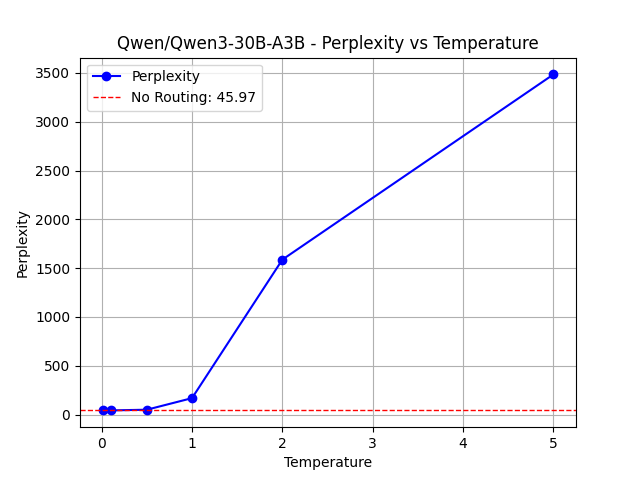 Qwen/Qwen3-30B-A3B - Perplexity vs Temperature
Perplexity
No Routing: 45.97
Perplexity
3500
3000
2500
2000
1500
1000
500
0
0 1 2 3 4 5
Temperature